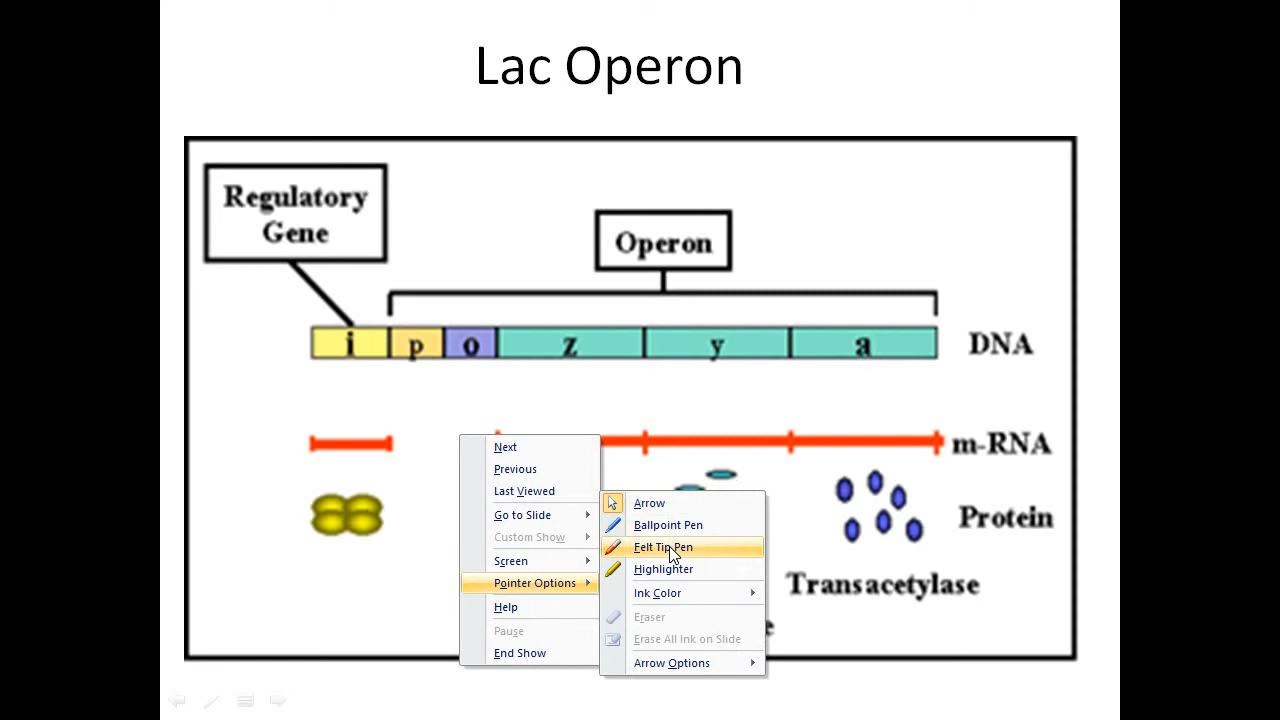 Lac Operon
Regulatory
Gene
Operon
i p o z y a DNA
m-RNA
Protein
Transacetylase
e
Next
Previous
Last Viewed
Go to Slide
Custom Show
Screen
Pointer Options
Help
Pause
End Show
Arrow
Ballpoint Pen
Felt Tip Pen
Highlighter
Ink Color
Eraser
Erase All Ink on Slide
Arrow Options